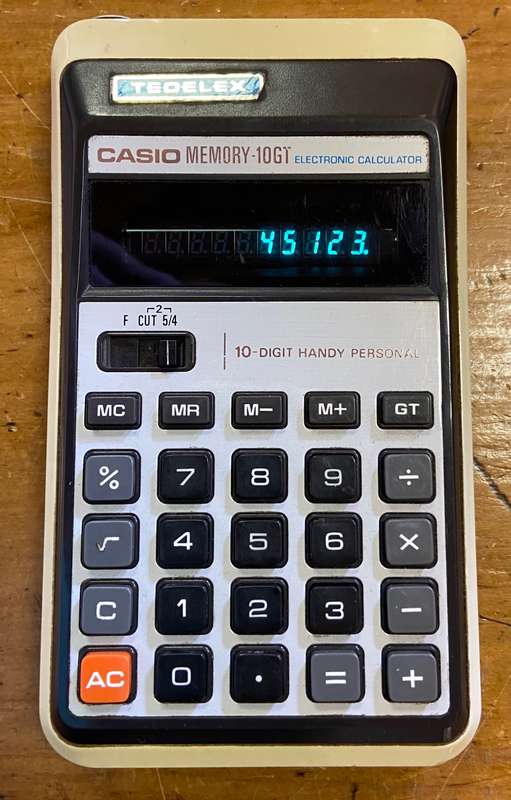 TEDELEX
CASIO MEMORY-10GT ELECTRONIC CALCULATOR
45123.
2
F CUT 5/4
10-DIGIT HANDY PERSONAL
MC MR M− M+ GT
% 7 8 9 ÷
√ 4 5 6 ×
C 1 2 3 −
AC 0 . = +